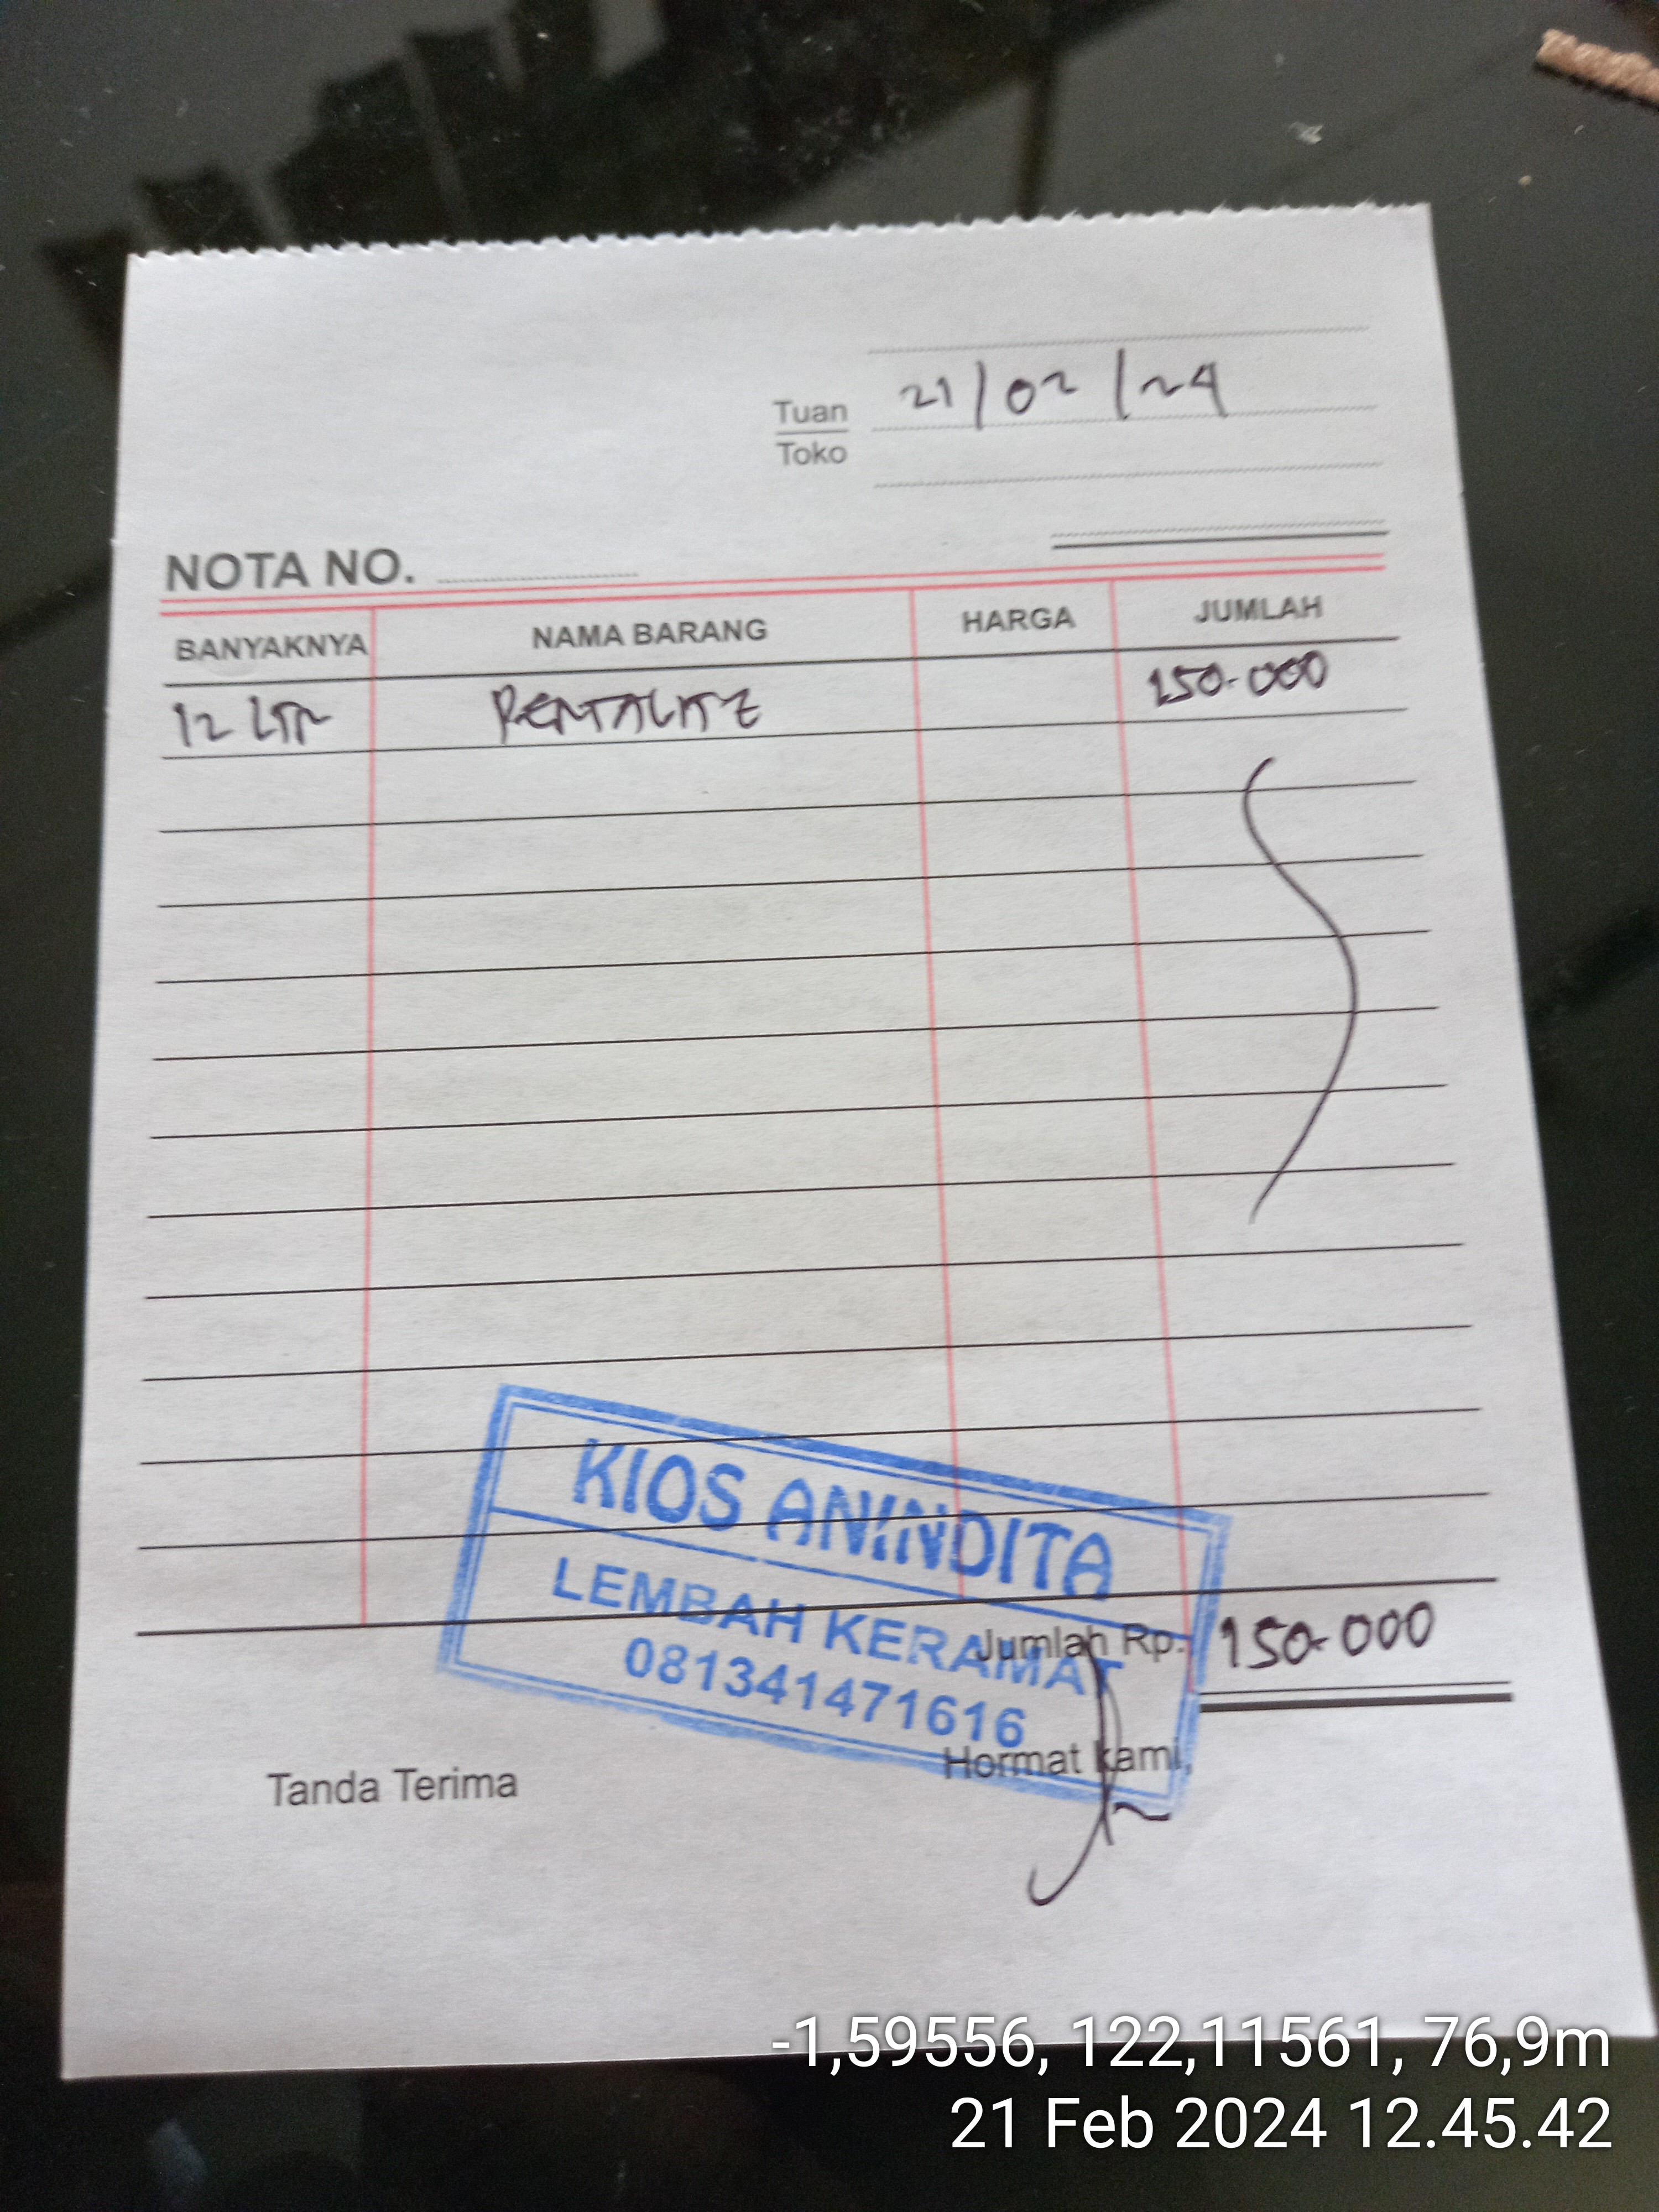 21/02/24
Tuan
Toko
NOTA NO.
BANYAKNYA NAMA BARANG HARGA JUMLAH
12 LTR PERTALITE 150.000
KIOS ANINDITA
LEMBAH KERAMAT
081341471616
Jumlah Rp. 150.000
Tanda Terima Hormat kami,
-1,59556, 122,11561, 76,9m
21 Feb 2024 12.45.42